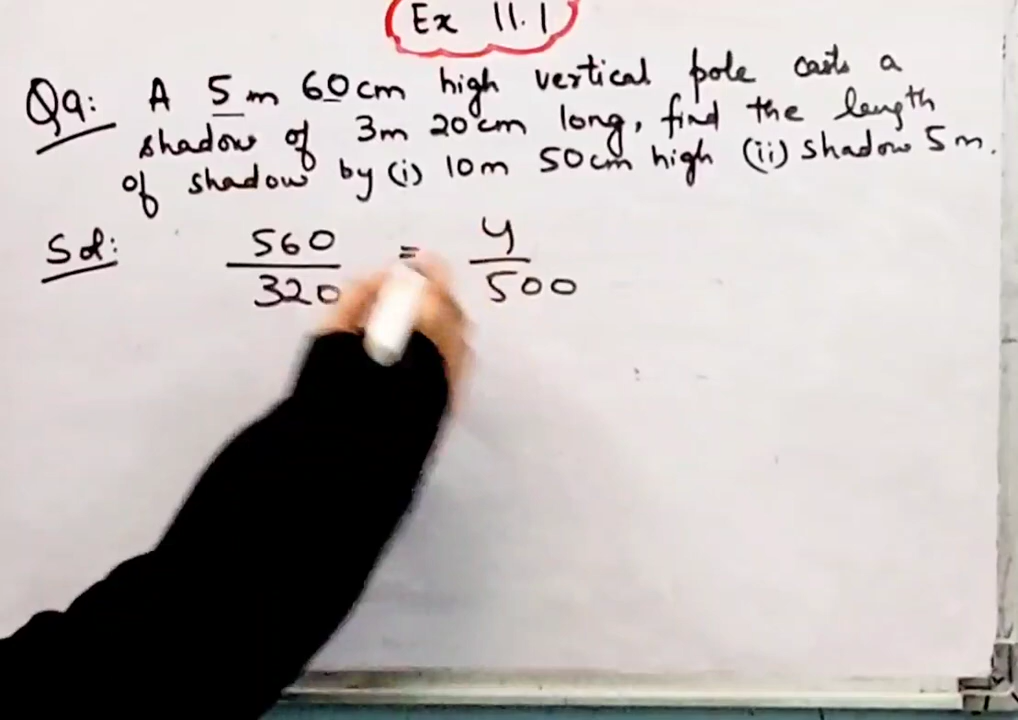 Ex 11.1
Q9: A 5m 60cm high vertical pole casts a
shadow of 3m 20cm long, find the length
of shadow by (i) 10m 50cm high (ii) shadow 5m.
Sol: 560/320 = y/500